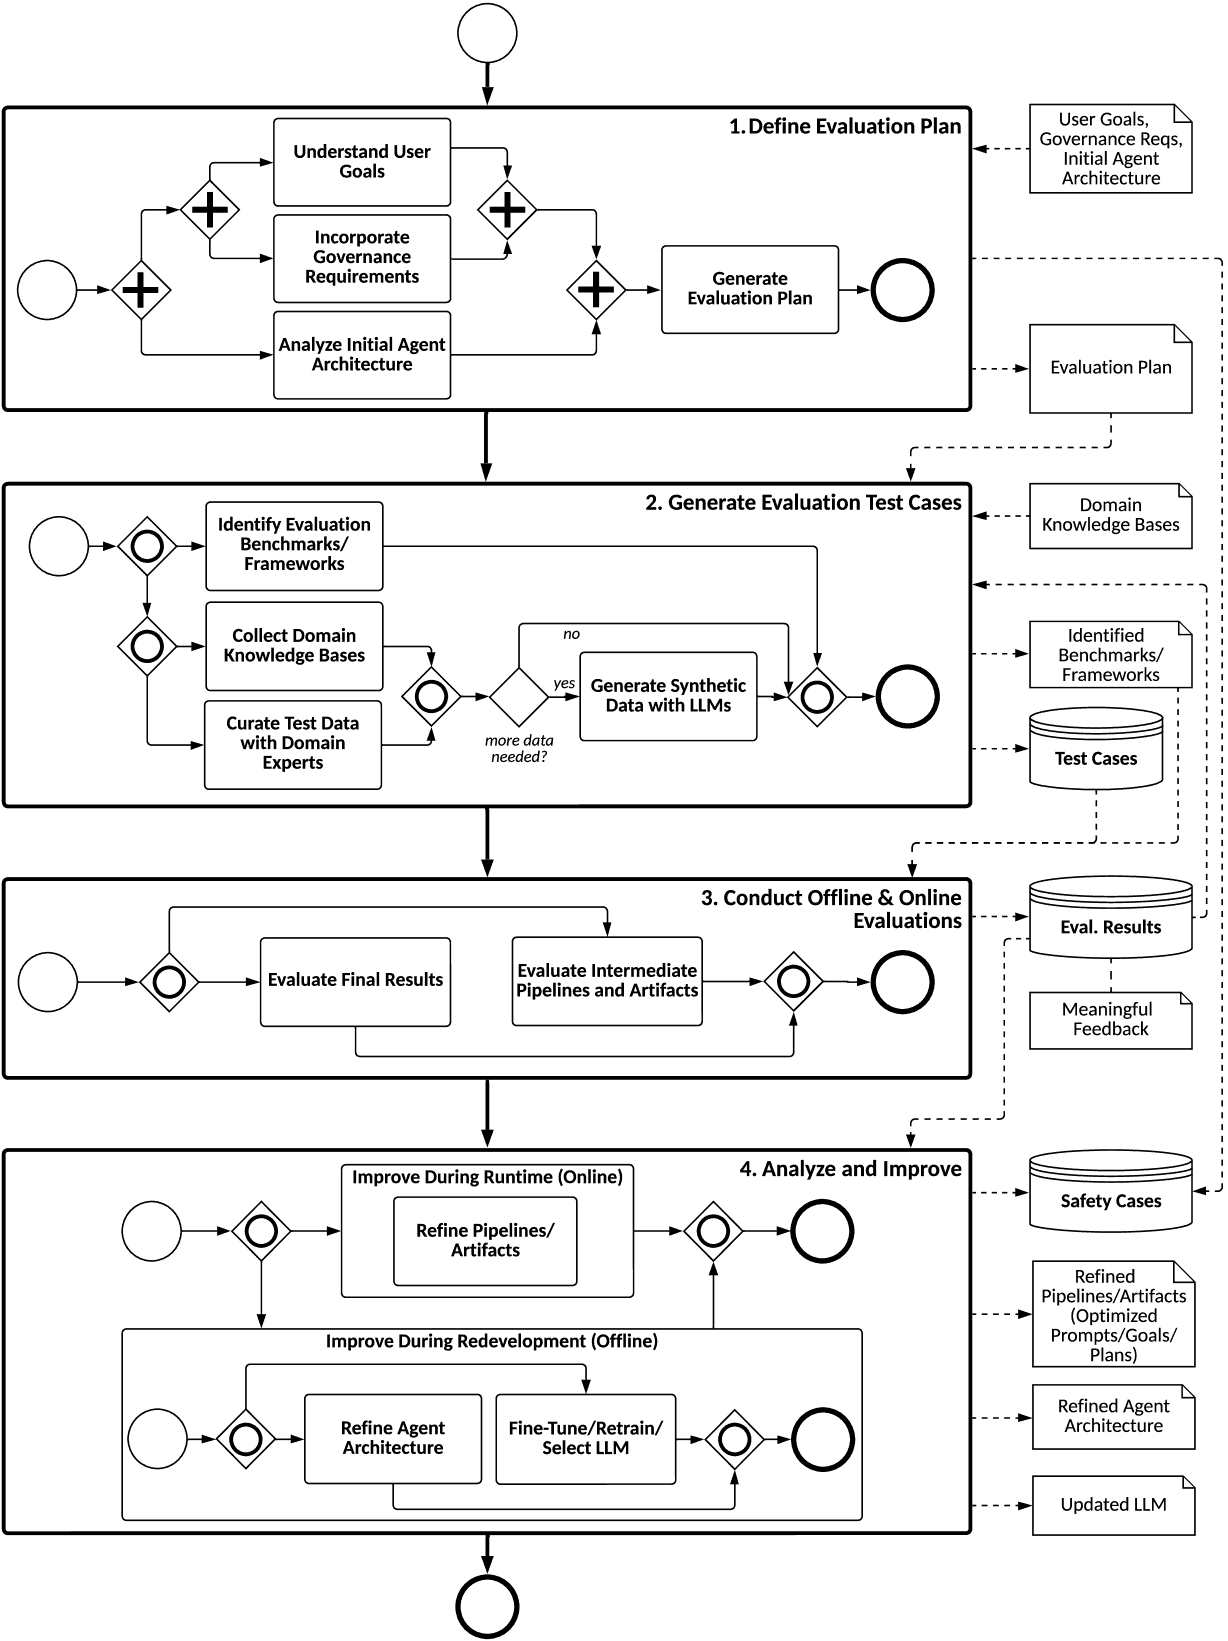 1. Define Evaluation Plan
Understand User
Goals
Incorporate
Governance
Requirements
Analyze Initial Agent
Architecture
Generate
Evaluation Plan
User Goals,
Governance Reqs,
Initial Agent
Architecture
Evaluation Plan
2. Generate Evaluation Test Cases
Identify Evaluation
Benchmarks/
Frameworks
Collect Domain
Knowledge Bases
Curate Test Data
with Domain
Experts
no
yes
more data
needed?
Generate Synthetic
Data with LLMs
Domain
Knowledge Bases
Identified
Benchmarks/
Frameworks
Test Cases
3. Conduct Offline & Online
Evaluations
Evaluate Final Results
Evaluate Intermediate
Pipelines and Artifacts
Eval. Results
Meaningful
Feedback
4. Analyze and Improve
Improve During Runtime (Online)
Refine Pipelines/
Artifacts
Improve During Redevelopment (Offline)
Refine Agent
Architecture
Fine-Tune/Retrain/
Select LLM
Safety Cases
Refined
Pipelines/Artifacts
(Optimized
Prompts/Goals/
Plans)
Refined Agent
Architecture
Updated LLM